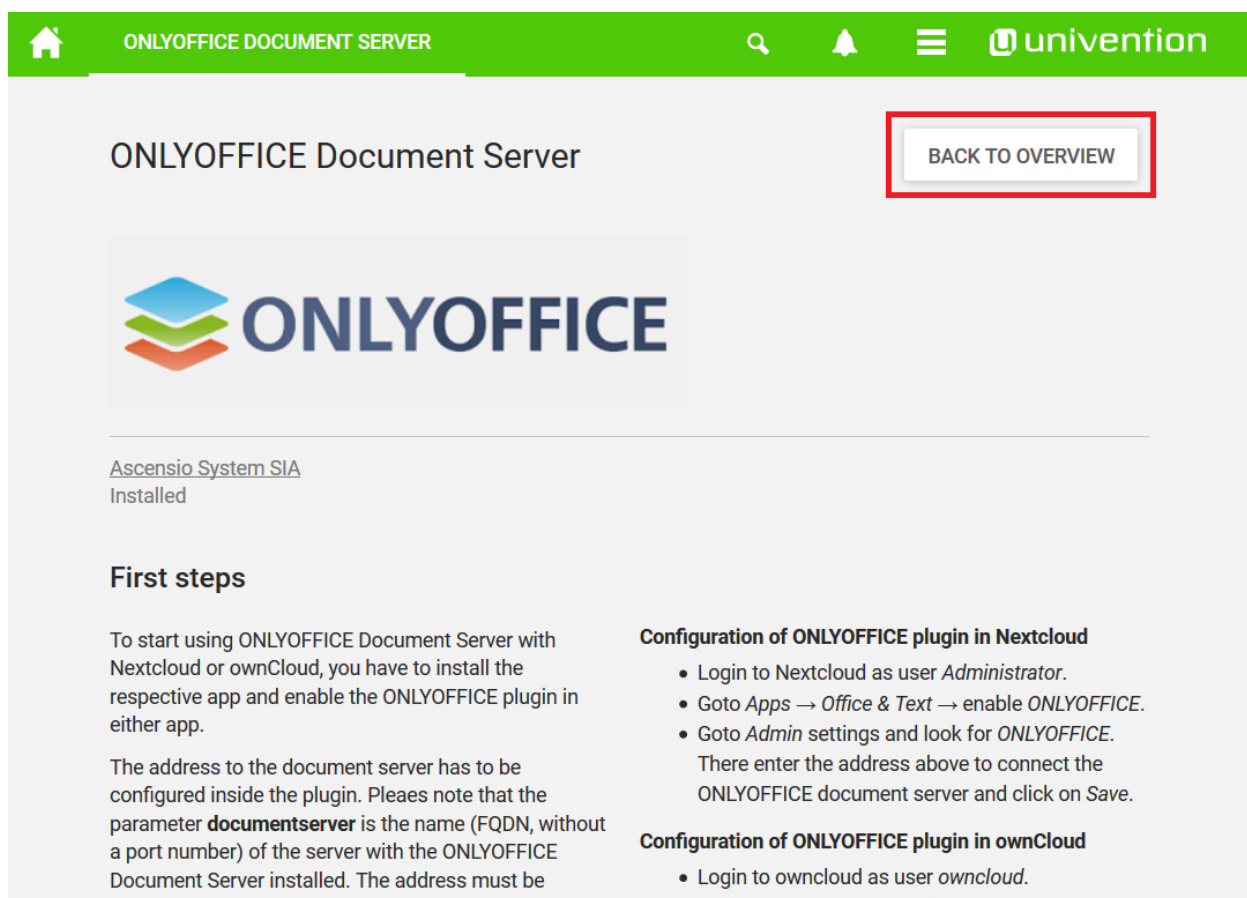 ONLYOFFICE DOCUMENT SERVER
univention
ONLYOFFICE Document Server
BACK TO OVERVIEW
ONLYOFFICE
Ascensio System SIA
Installed
First steps
To start using ONLYOFFICE Document Server with
Nextcloud or ownCloud, you have to install the
respective app and enable the ONLYOFFICE plugin in
either app.
The address to the document server has to be
configured inside the plugin. Pleaes note that the
parameter documentserver is the name (FQDN, without
a port number) of the server with the ONLYOFFICE
Document Server installed. The address must be
Configuration of ONLYOFFICE plugin in Nextcloud
• Login to Nextcloud as user Administrator.
• Goto Apps → Office & Text → enable ONLYOFFICE.
• Goto Admin settings and look for ONLYOFFICE.
There enter the address above to connect the
ONLYOFFICE document server and click on Save.
Configuration of ONLYOFFICE plugin in ownCloud
• Login to owncloud as user owncloud.